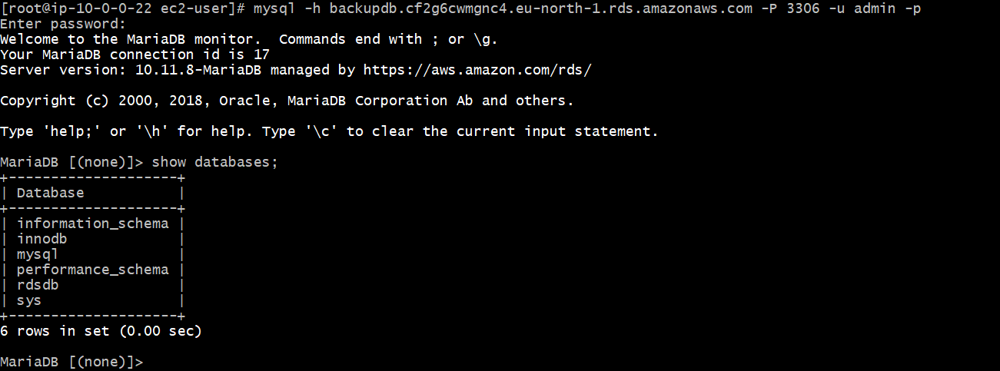 [root@ip-10-0-0-22 ec2-user]# mysql -h backupdb.cf2g6cwmgnc4.eu-north-1.rds.amazonaws.com -P 3306 -u admin -p
Enter password:
Welcome to the MariaDB monitor.  Commands end with ; or \g.
Your MariaDB connection id is 17
Server version: 10.11.8-MariaDB managed by https://aws.amazon.com/rds/

Copyright (c) 2000, 2018, Oracle, MariaDB Corporation Ab and others.

Type 'help;' or '\h' for help. Type '\c' to clear the current input statement.

MariaDB [(none)]> show databases;
+--------------------+
| Database           |
+--------------------+
| information_schema |
| innodb             |
| mysql              |
| performance_schema |
| rdsdb              |
| sys                |
+--------------------+
6 rows in set (0.00 sec)

MariaDB [(none)]>